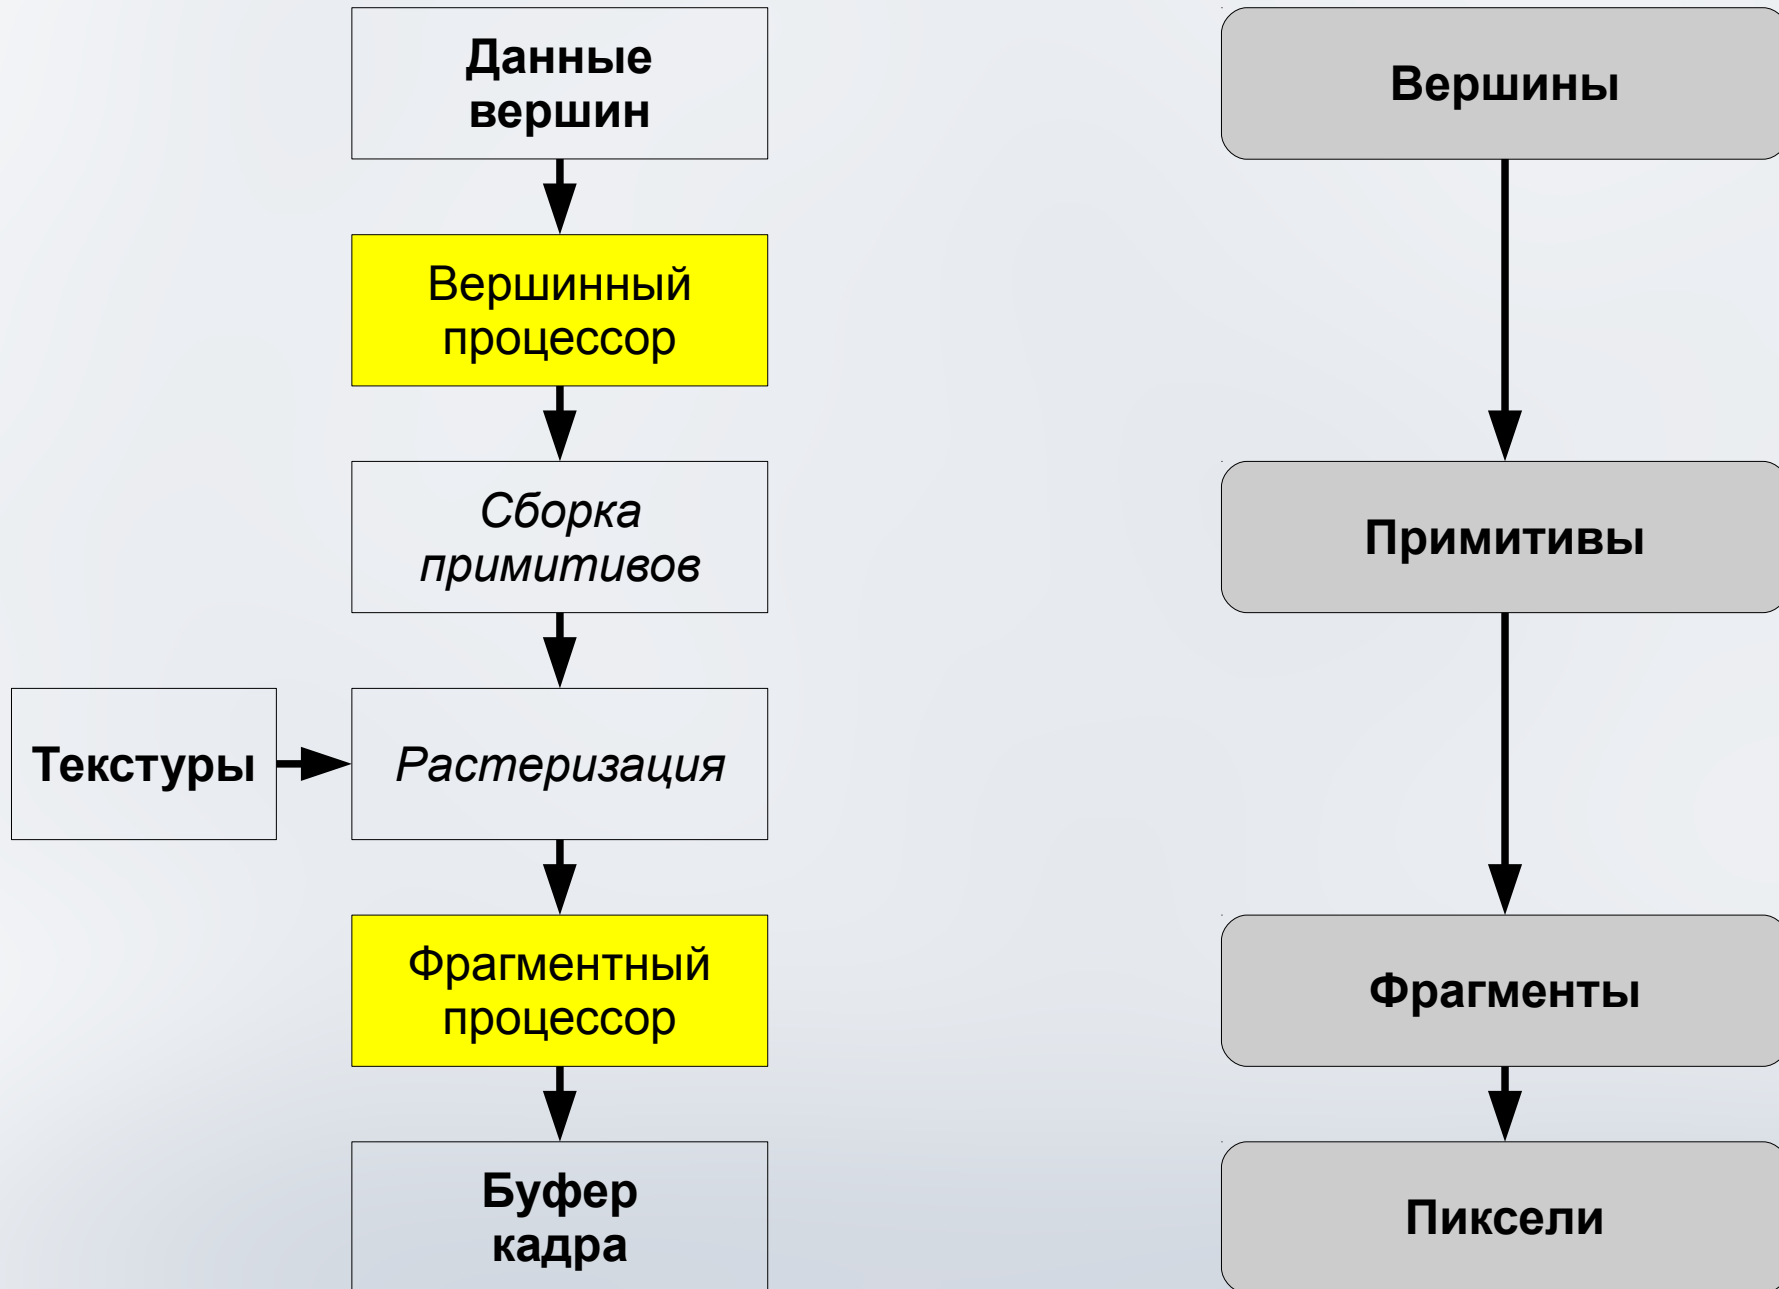 Данные
вершин
Вершинный
процессор
Сборка
примитивов
Текстуры
Растеризация
Фрагментный
процессор
Буфер
кадра
Вершины
Примитивы
Фрагменты
Пиксели